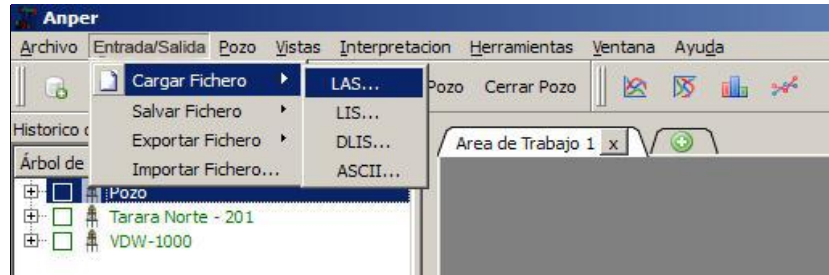 Anper
Archivo Entrada/Salida Pozo Vistas Interpretacion Herramientas Ventana Ayuda
Cargar Fichero LAS... Pozo Cerrar Pozo
Salvar Fichero LIS...
Historico
Exportar Fichero DLIS... Area de Trabajo 1 x
Árbol de
Importar Fichero... ASCII...
Pozo
Tarara Norte - 201
VDW-1000